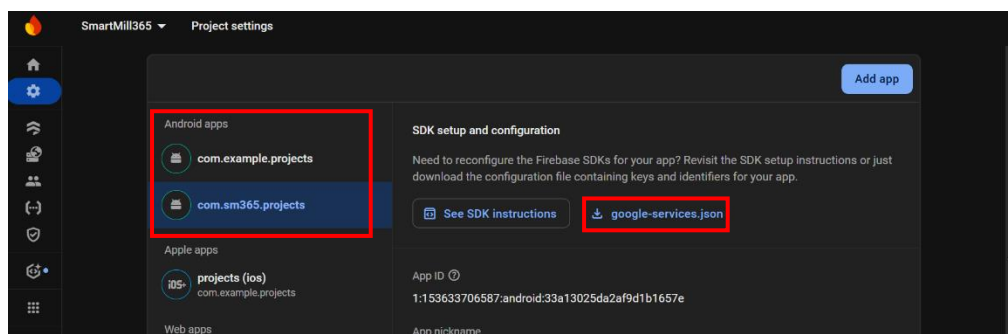 SmartMill365
Project settings
Add app
Android apps
com.example.projects
com.sm365.projects
Apple apps
iOS+
projects (ios)
com.example.projects
Web apps
SDK setup and configuration
Need to reconfigure the Firebase SDKs for your app? Revisit the SDK setup instructions or just
download the configuration file containing keys and identifiers for your app.
See SDK instructions
google-services.json
App ID
1:153633706587:android:33a13025da2af9d1b1657e
App nickname